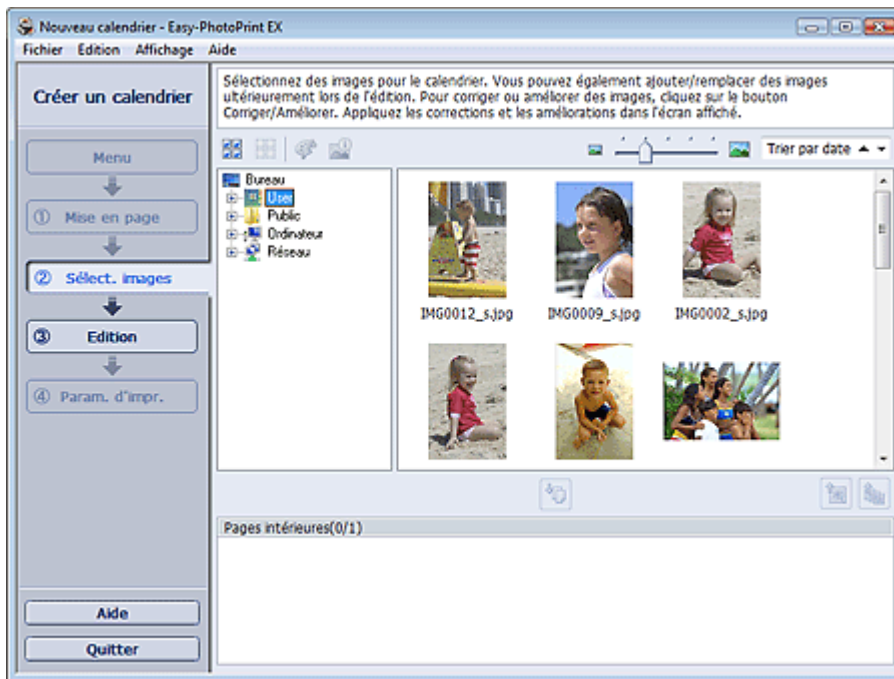 Nouveau calendrier - Easy-PhotoPrint EX
Fichier Edition Affichage Aide
Créer un calendrier
Sélectionnez des images pour le calendrier. Vous pouvez également ajouter/remplacer des images
ultérieurement lors de l'édition. Pour corriger ou améliorer des images, cliquez sur le bouton
Corriger/Améliorer. Appliquez les corrections et les améliorations dans l'écran affiché.
Menu
① Mise en page
② Sélect. images
③ Edition
④ Param. d'impr.
Trier par date
Bureau
User
Public
Ordinateur
Réseau
IMG0012_s.jpg
IMG0009_s.jpg
IMG0002_s.jpg
Pages intérieures(0/1)
Aide
Quitter